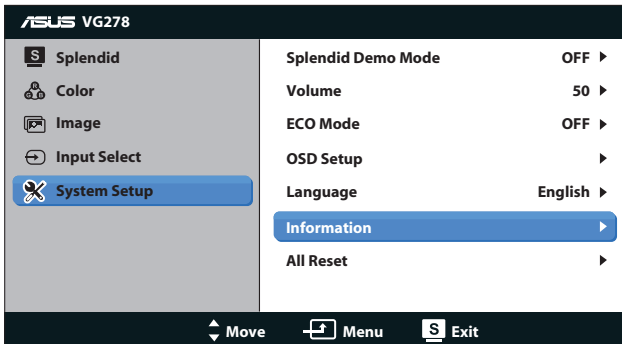 ASUS VG278
S Splendid
Color
Image
Input Select
System Setup
Splendid Demo Mode OFF
Volume 50
ECO Mode OFF
OSD Setup
Language English
Information
All Reset
Move Menu S Exit